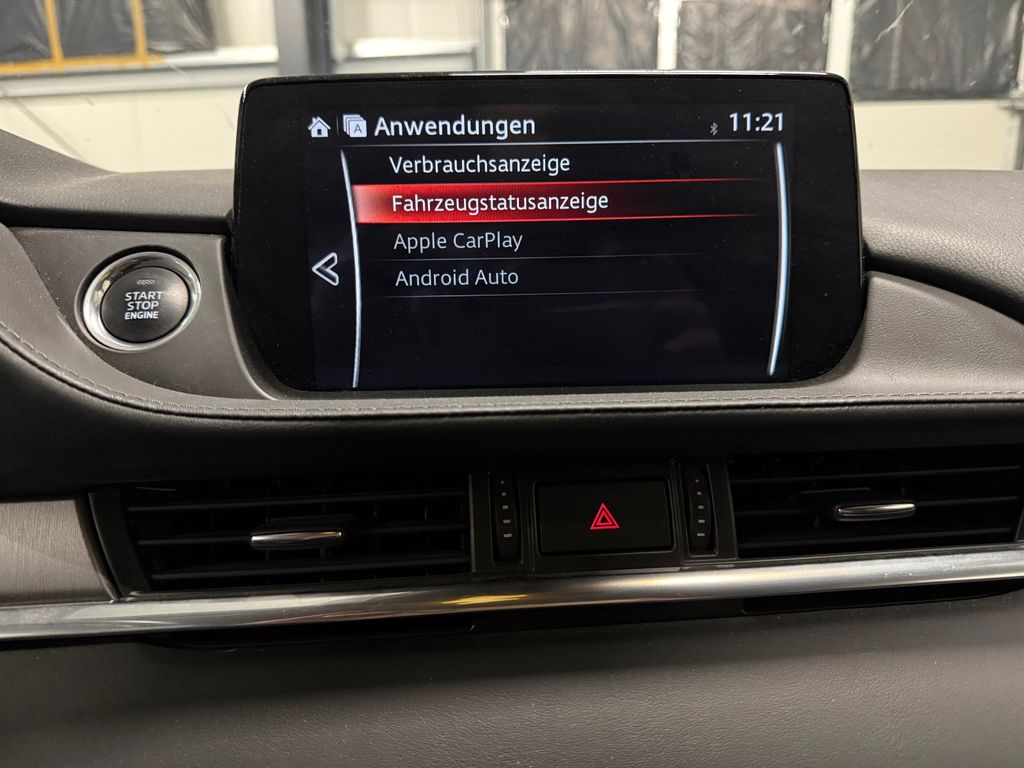 A Anwendungen 11:21
Verbrauchsanzeige
Fahrzeugstatusanzeige
Apple CarPlay
Android Auto
START
STOP
ENGINE